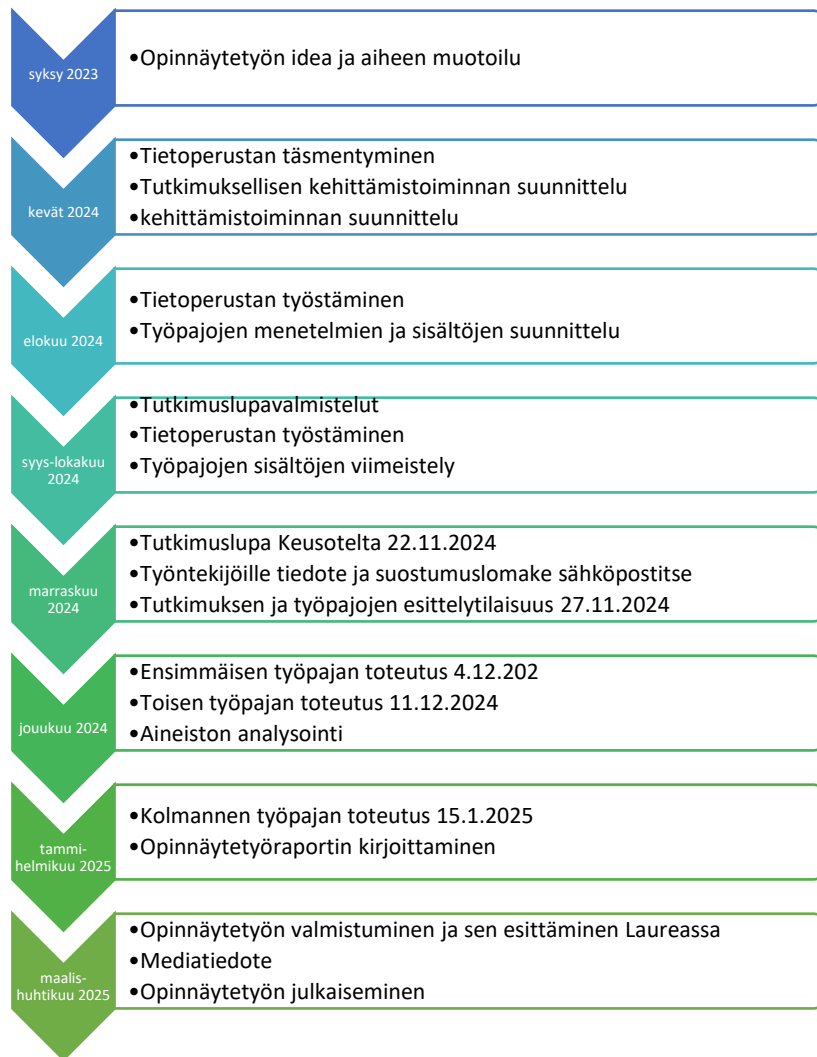 syksy 2023
•Opinnäytetyön idea ja aiheen muotoilu
kevät 2024
•Tietoperustan täsmentyminen
•Tutkimuksellisen kehittämistoiminnan suunnittelu
•kehittämistoiminnan suunnittelu
elokuu 2024
•Tietoperustan työstäminen
•Työpajojen menetelmien ja sisältöjen suunnittelu
syys-lokakuu
2024
•Tutkimuslupavalmistelut
•Tietoperustan työstäminen
•Työpajojen sisältöjen viimeistely
marraskuu
2024
•Tutkimuslupa Keusotelta 22.11.2024
•Työntekijöille tiedote ja suostumuslomake sähköpostitse
•Tutkimuksen ja työpajojen esittelytilaisuus 27.11.2024
jouukuu 2024
•Ensimmäisen työpajan toteutus 4.12.202
•Toisen työpajan toteutus 11.12.2024
•Aineiston analysointi
tammi-
helmikuu 2025
•Kolmannen työpajan toteutus 15.1.2025
•Opinnäytetyöraportin kirjoittaminen
maalis-
huhtikuu 2025
•Opinnäytetyön valmistuminen ja sen esittäminen Laureassa
•Mediatiedote
•Opinnäytetyön julkaiseminen